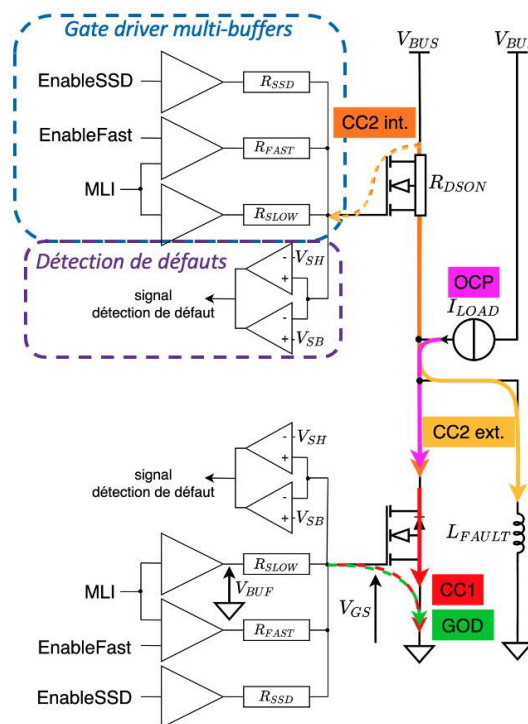 Gate driver multi-buffers
V_BUS
V_BU
EnableSSD
R_SSD
EnableFast
CC2 int.
R_FAST
R_DSON
MLI
R_SLOW
Détection de défauts
-V_SH
OCP
signal
détection de défaut
+
I_LOAD
-
+-V_SB
CC2 ext.
-V_SH
signal
détection de défaut
+
-
+-V_SB
L_FAULT
R_SLOW
CC1
MLI
V_BUF
V_GS
GOD
R_FAST
EnableFast
EnableSSD
R_SSD